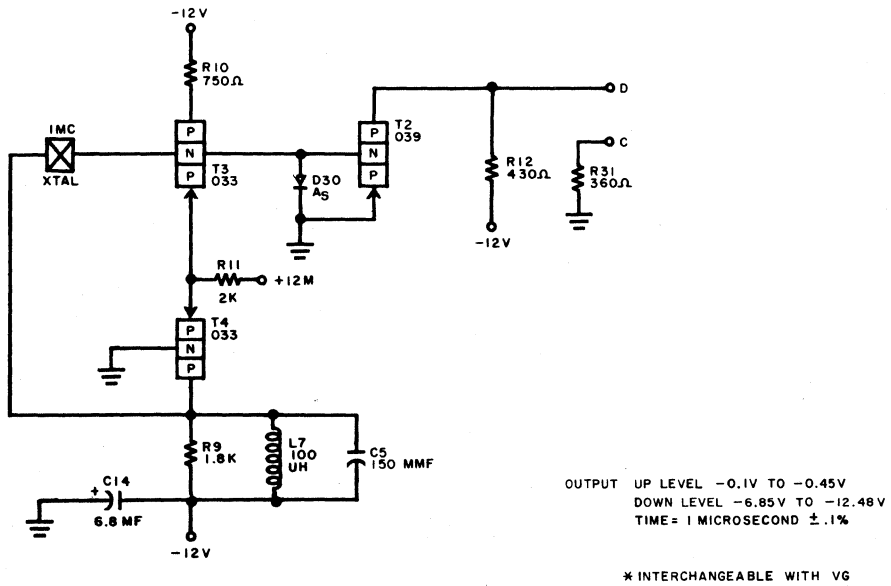 -12V
R10
750Ω
1MC
XTAL
P
N
P
T3
033
D30
AS
P
N
P
T2
039
D
C
R12
430Ω
-12V
R31
360Ω
R11
2K
+12M
P
N
P
T4
033
R9
1.8K
L7
100
UH
C5
150 MMF
C14
+
6.8 MF
-12V
OUTPUT UP LEVEL -0.1V TO -0.45V
DOWN LEVEL -6.85V TO -12.48V
TIME= 1 MICROSECOND ± .1%
* INTERCHANGEABLE WITH VG